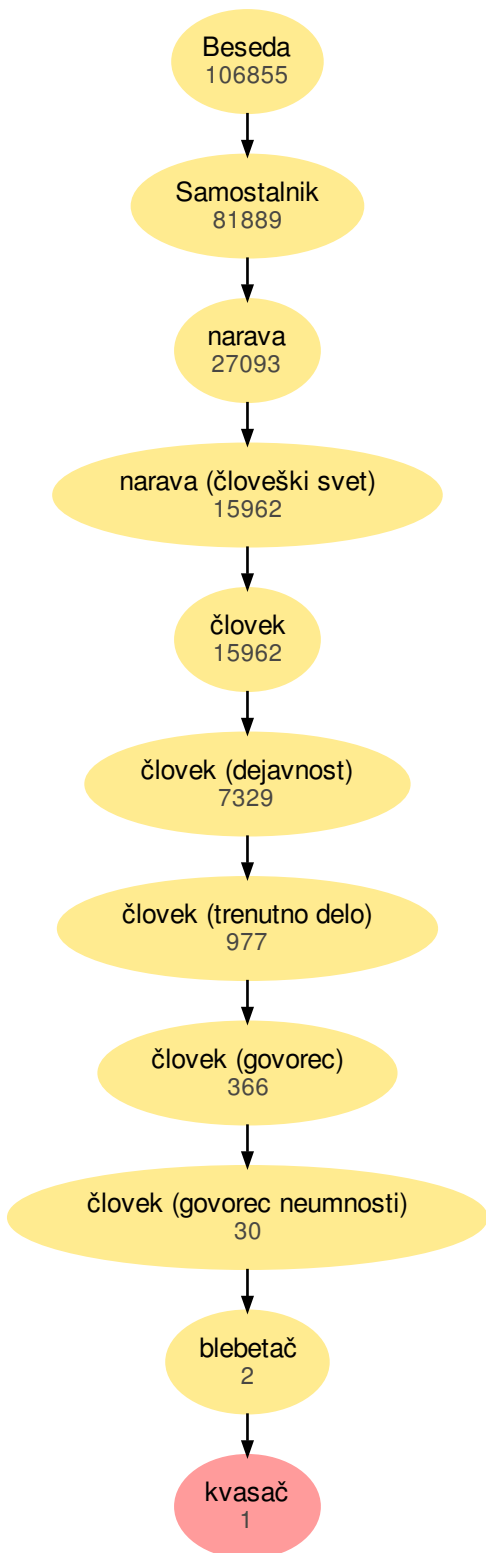 Beseda
106855
Samostalnik
81889
narava
27093
narava (človeški svet)
15962
človek
15962
človek (dejavnost)
7329
človek (trenutno delo)
977
človek (govorec)
366
človek (govorec neumnosti)
30
blebetač
2
kvasač
1